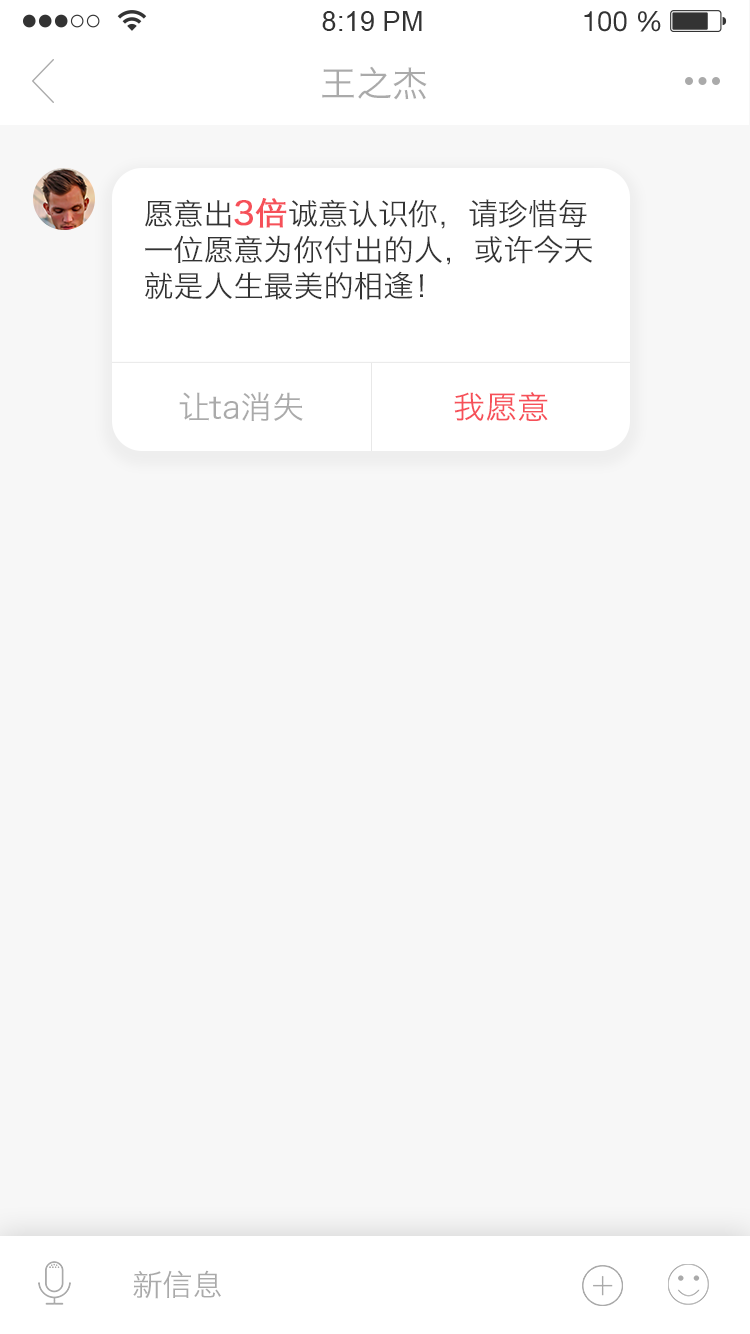 8:19 PM
100 %
王之杰
愿意出3倍诚意认识你，请珍惜每
一位愿意为你付出的人，或许今天
就是人生最美的相逢！
让ta消失
我愿意
新信息